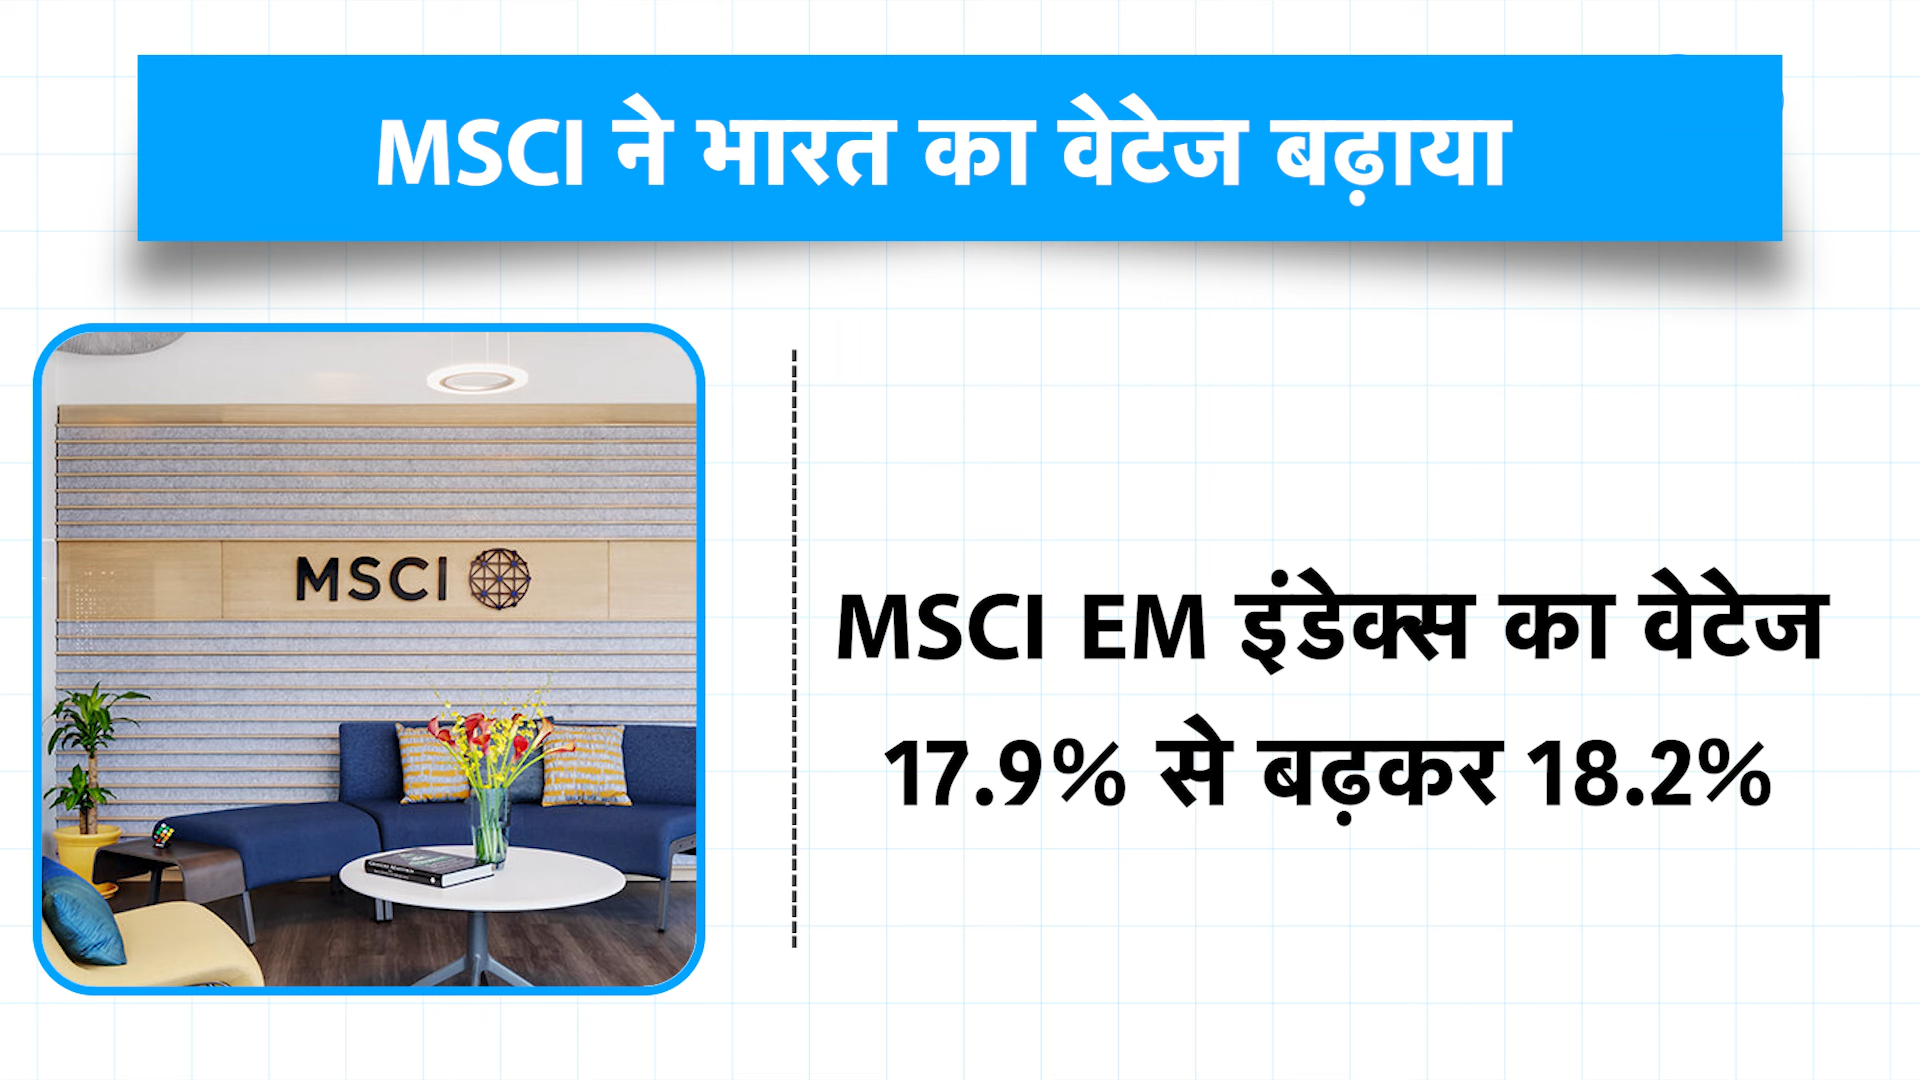 MSCI ने भारत का वेटेज बढ़ाया
MSCI
MSCI EM इंडेक्स का वेटेज
17.9% से बढ़कर 18.2%